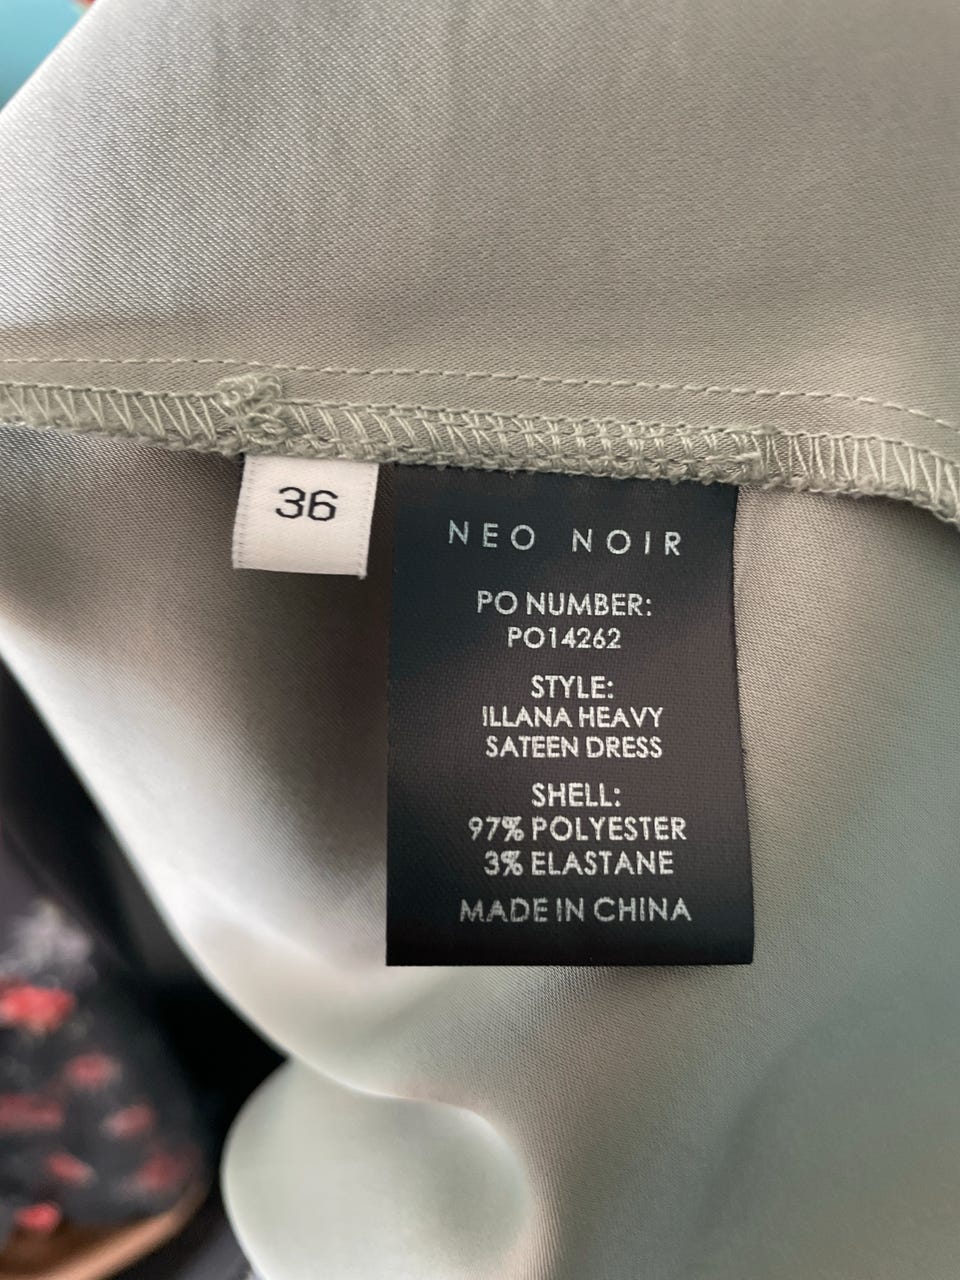 36
NEO NOIR
PO NUMBER:
PO14262
STYLE:
ILLANA HEAVY
SATEEN DRESS
SHELL:
97% POLYESTER
3% ELASTANE
MADE IN CHINA